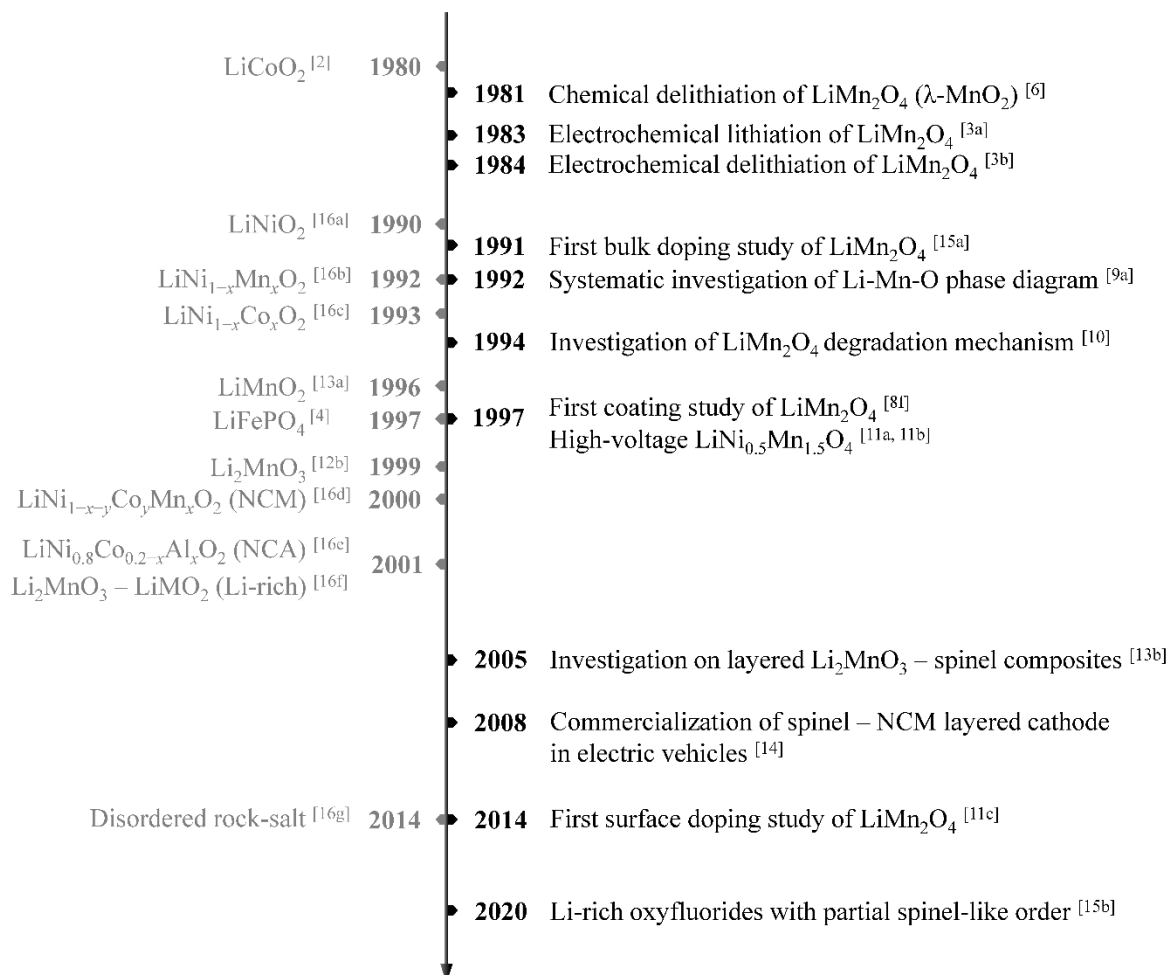 LiCoO₂ [2] 1980
1981 Chemical delithiation of LiMn₂O₄ (λ-MnO₂) [6]
1983 Electrochemical lithiation of LiMn₂O₄ [3a]
1984 Electrochemical delithiation of LiMn₂O₄ [3b]
LiNiO₂ [16a] 1990
1991 First bulk doping study of LiMn₂O₄ [15a]
LiNi₁₋ₓMnₓO₂ [16b] 1992 1992 Systematic investigation of Li-Mn-O phase diagram [9a]
LiNi₁₋ₓCoₓO₂ [16c] 1993
1994 Investigation of LiMn₂O₄ degradation mechanism [10]
LiMnO₂ [13a] 1996
LiFePO₄ [4] 1997 1997 First coating study of LiMn₂O₄ [8f]
High-voltage LiNi₀.₅Mn₁.₅O₄ [11a, 11b]
Li₂MnO₃ [12b] 1999
LiNi₁₋ₓ₋yCoyMnₓO₂ (NCM) [16d] 2000
LiNi₀.₈Co₀.₂₋ₓAlₓO₂ (NCA) [16e]
2001
Li₂MnO₃ – LiMO₂ (Li-rich) [16f]
2005 Investigation on layered Li₂MnO₃ – spinel composites [13b]
2008 Commercialization of spinel – NCM layered cathode
in electric vehicles [14]
Disordered rock-salt [16g] 2014 2014 First surface doping study of LiMn₂O₄ [11c]
2020 Li-rich oxyfluorides with partial spinel-like order [15b]